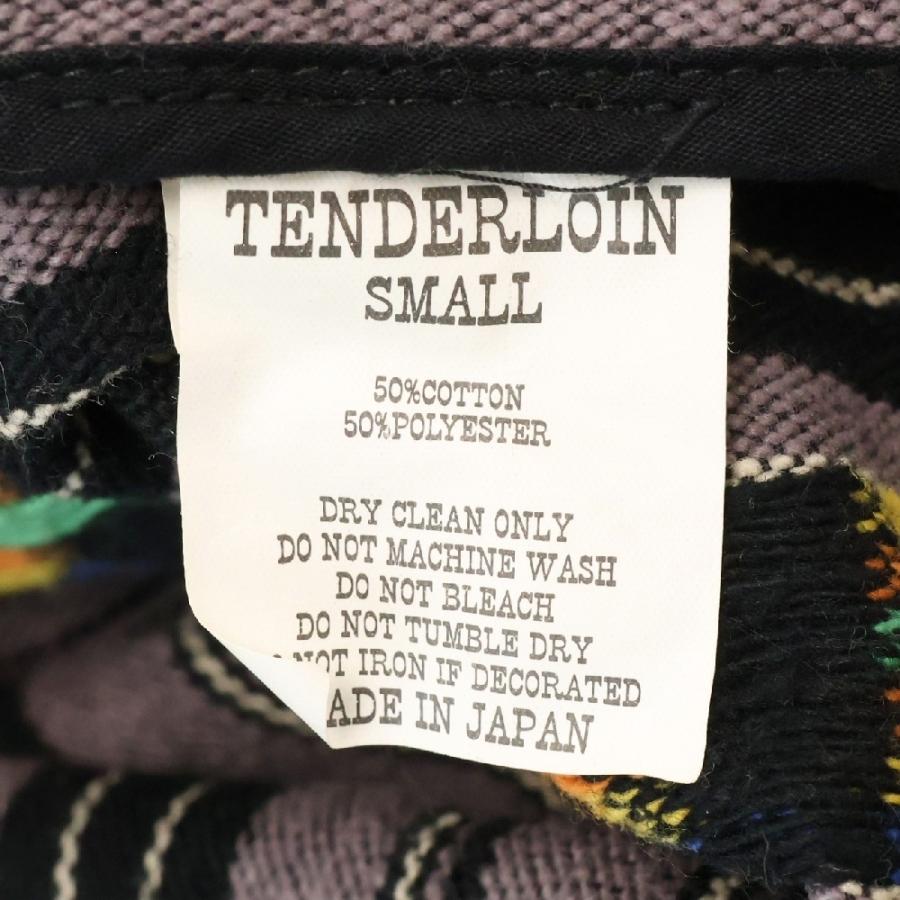 TENDERLOIN
SMALL
50%COTTON
50%POLYESTER
DRY CLEAN ONLY
DO NOT MACHINE WASH
DO NOT BLEACH
DO NOT TUMBLE DRY
NOT IRON IF DECORATED
ADE IN JAPAN